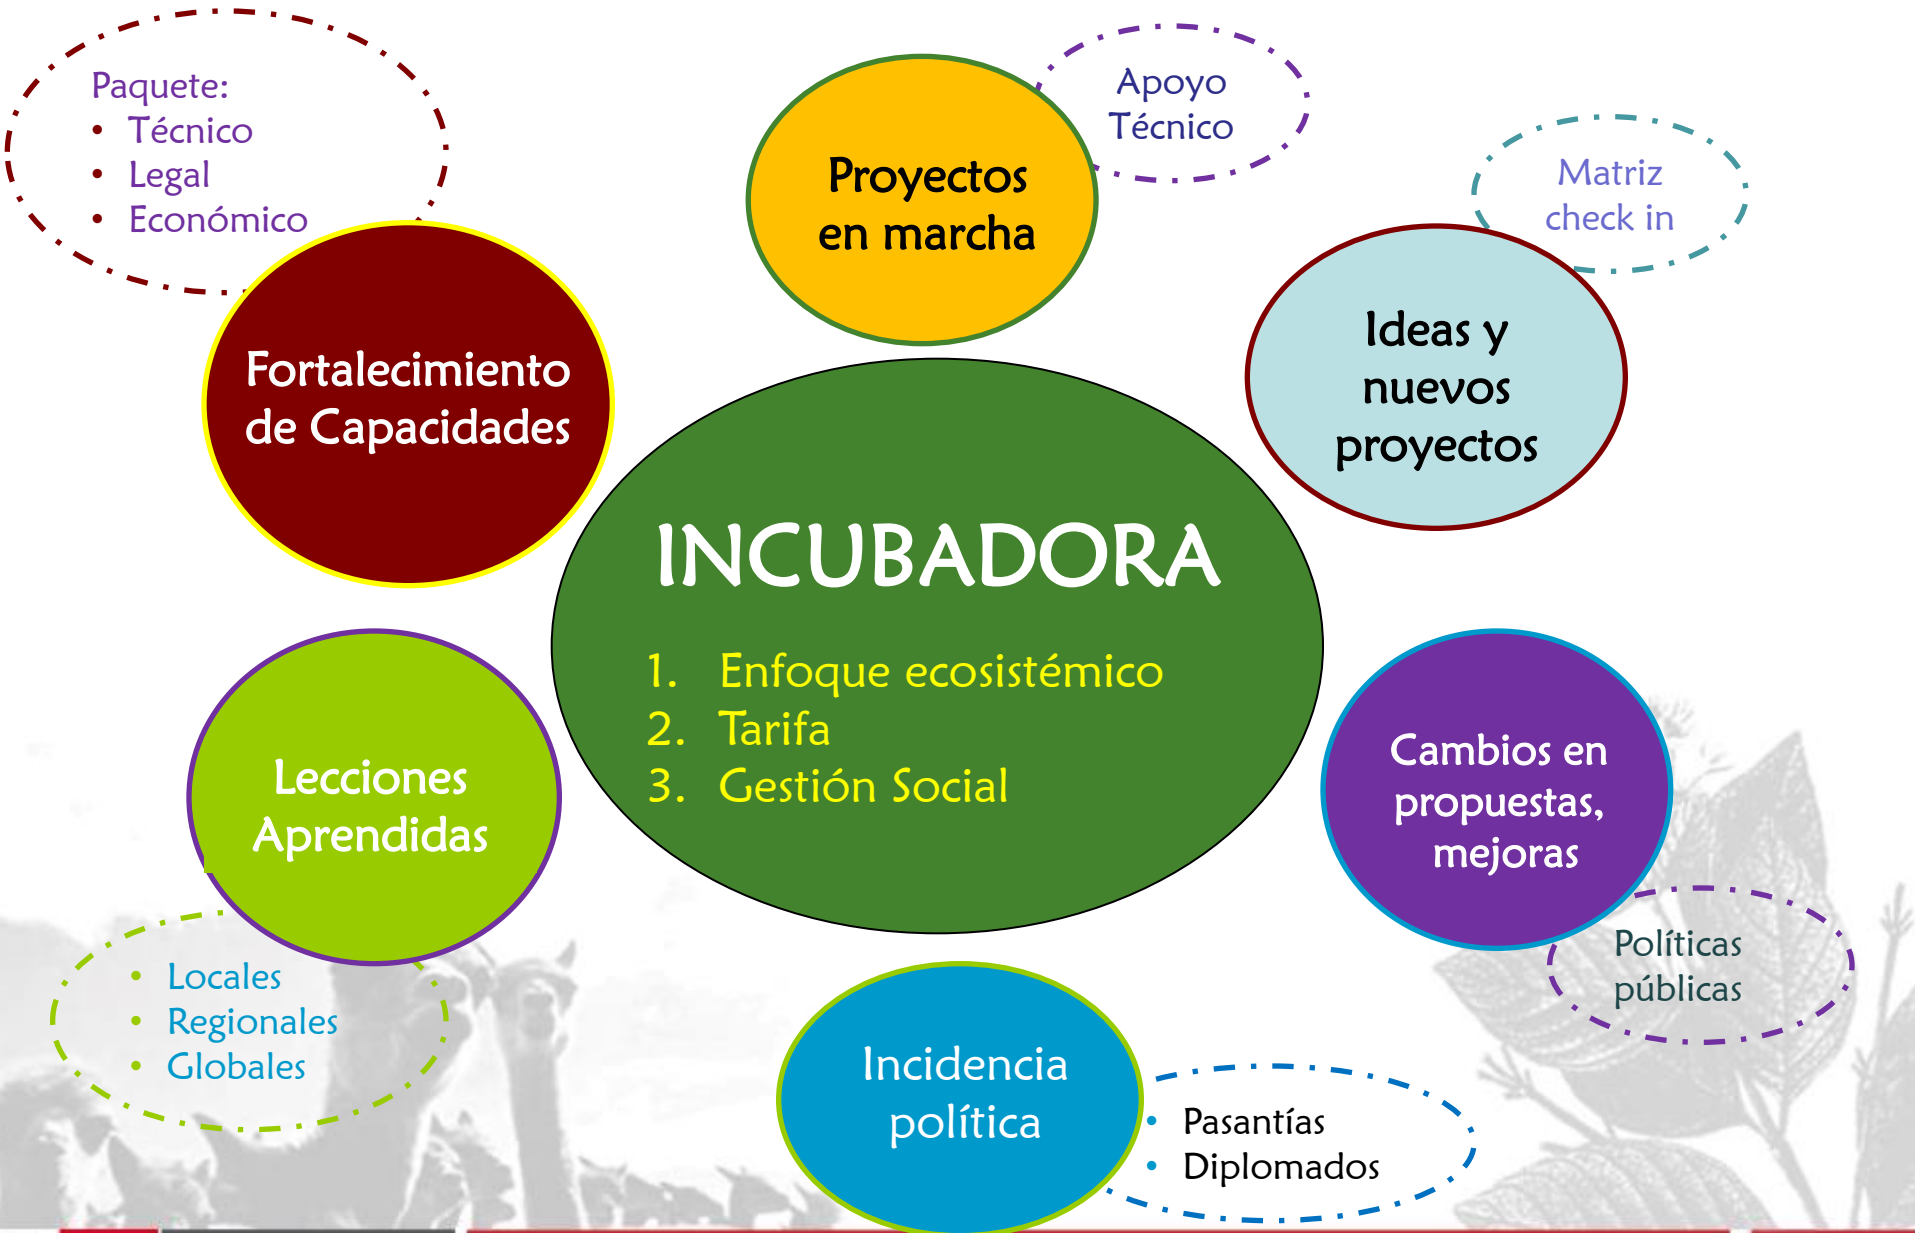 Paquete:
• Técnico
• Legal
• Económico
Fortalecimiento
de Capacidades
Proyectos
en marcha
Apoyo
Técnico
Matriz
check in
Ideas y
nuevos
proyectos
INCUBADORA
1. Enfoque ecosistémico
2. Tarifa
3. Gestión Social
Lecciones
Aprendidas
• Locales
• Regionales
• Globales
Cambios en
propuestas,
mejoras
Políticas
públicas
Incidencia
política
• Pasantías
• Diplomados